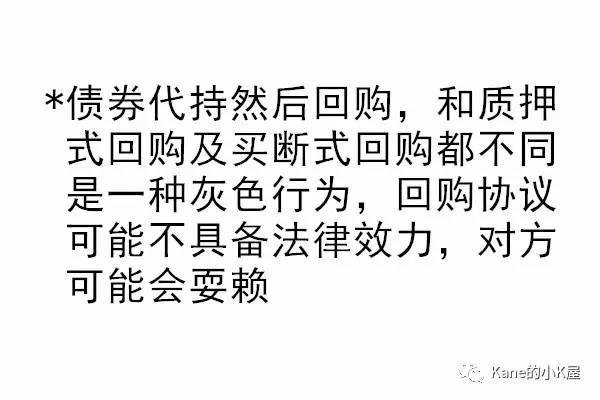 *债券代持然后回购，和质押
式回购及买断式回购都不同
是一种灰色行为，回购协议
可能不具备法律效力，对方
可能会耍赖
Kane的小K屋